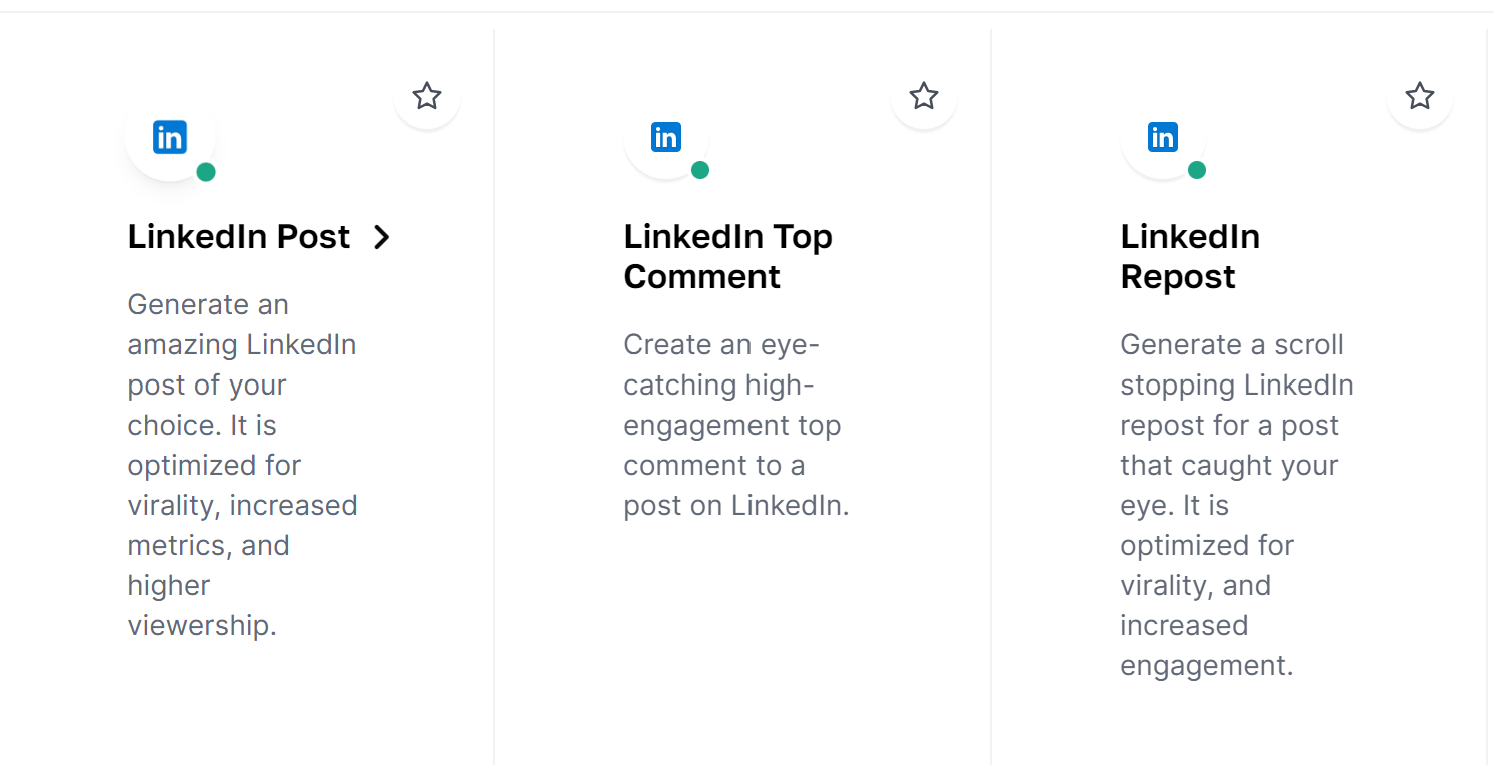 in
LinkedIn Post
Generate an
amazing LinkedIn
post of your
choice. It is
optimized for
virality, increased
metrics, and
higher
viewership.
in
LinkedIn Top
Comment
Create an eye-
catching high-
engagement top
comment to a
post on LinkedIn.
in
LinkedIn
Repost
Generate a scroll
stopping LinkedIn
repost for a post
that caught your
eye. It is
optimized for
virality, and
increased
engagement.